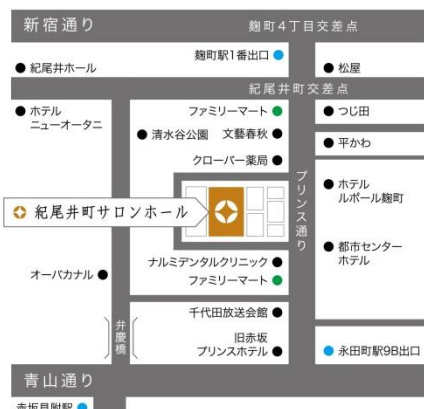 新宿通り
麹町4丁目交差点
麹町駅1番出口
紀尾井ホール
松屋
紀尾井町交差点
ホテル
ニューオータニ
ファミリーマート
つじ田
清水谷公園
文藝春秋
平かわ
クローバー薬局
プリンス通り
ホテル
ルポール麹町
紀尾井町サロンホール
都市センター
ホテル
ナルミデンタルクリニック
オーバカナル
ファミリーマート
千代田放送会館
弁慶橋
旧赤坂
プリンスホテル
永田町駅9B出口
青山通り
赤坂見附駅